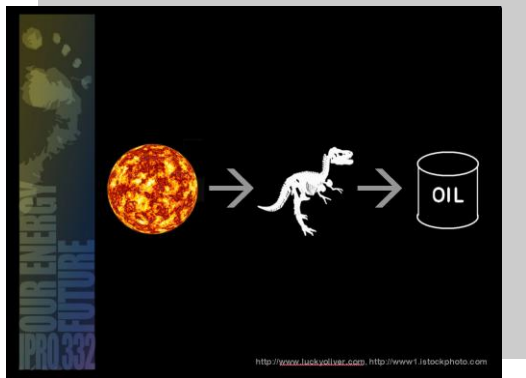 OUR ENERGY
FUTURE
IPRO 332
OIL
http://www.luckyoliver.com, http://www1.istockphoto.com